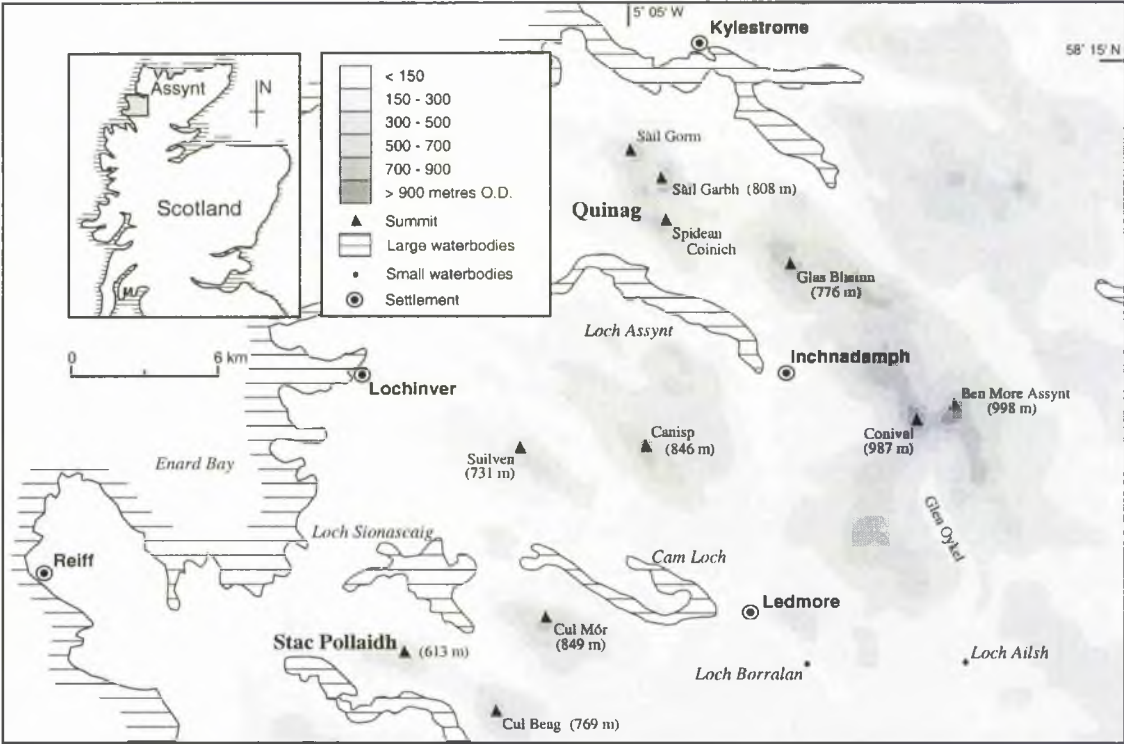 5° 05' W
Kylestrome
58° 15' N
Assynt
N
Scotland
< 150
150 - 300
300 - 500
500 - 700
700 - 900
> 900 metres O.D.
Summit
Large waterbodies
Small waterbodies
Settlement
0 6 km
Sàil Gorm
Sàil Garbh (808 m)
Quinag
Spidean
Coinich
Glas Bheinn
(776 m)
Loch Assynt
Inchnadamph
Lochinver
Ben More Assynt
(998 m)
Conival
(987 m)
Canisp
(846 m)
Suilven
(731 m)
Enard Bay
Loch Sionascaig
Glen Oykel
Cam Loch
Reiff
Ledmore
Cul Mór
(849 m)
Stac Pollaidh (613 m)
Loch Borralan
Loch Ailsh
Cul Beag (769 m)